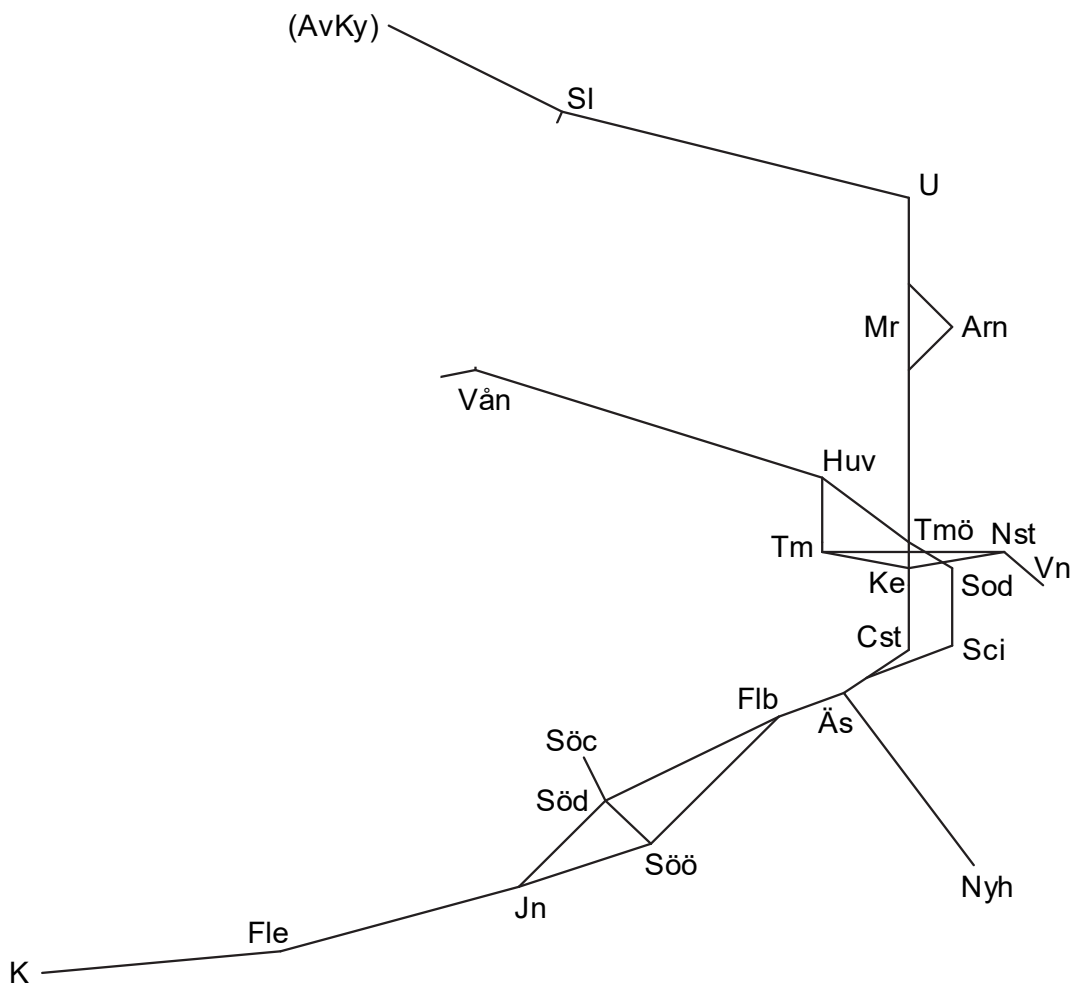 (AvKy)
Sl
U
Mr
Arn
Vån
Huv
Tmö
Nst
Tm
Vn
Ke
Sod
Cst
Sci
Flb
Äs
Söc
Söd
Söö
Nyh
Jn
Fle
K